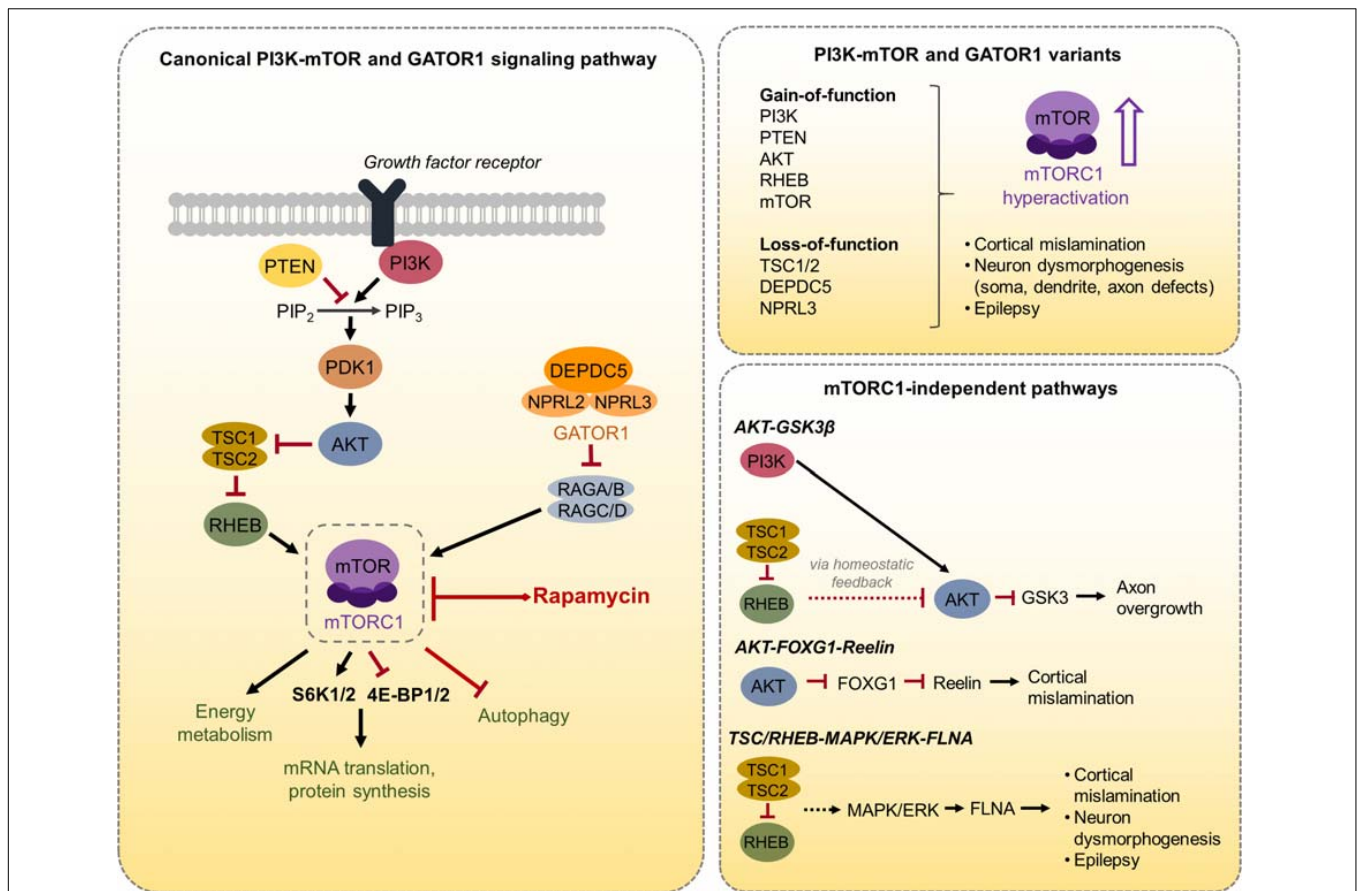 Canonical PI3K-mTOR and GATOR1 signaling pathway
Growth factor receptor
PTEN
PI3K
PIP2
PIP3
PDK1
DEPDC5
NPRL2
NPRL3
GATOR1
TSC1
TSC2
AKT
RAGA/B
RAGC/D
RHEB
mTOR
mTORC1
Rapamycin
S6K1/2
4E-BP1/2
Energy
metabolism
Autophagy
mRNA translation,
protein synthesis
PI3K-mTOR and GATOR1 variants
Gain-of-function
PI3K
PTEN
AKT
RHEB
mTOR
Loss-of-function
TSC1/2
DEPDC5
NPRL3
mTOR
mTORC1
hyperactivation
• Cortical mislamination
• Neuron dysmorphogenesis
(soma, dendrite, axon defects)
• Epilepsy
mTORC1-independent pathways
AKT-GSK3β
PI3K
TSC1
TSC2
RHEB
via homeostatic
feedback
AKT
GSK3
Axon
overgrowth
AKT-FOXG1-Reelin
AKT
FOXG1
Reelin
Cortical
mislamination
TSC/RHEB-MAPK/ERK-FLNA
TSC1
TSC2
RHEB
MAPK/ERK
FLNA
• Cortical
mislamination
• Neuron
dysmorphogenesis
• Epilepsy